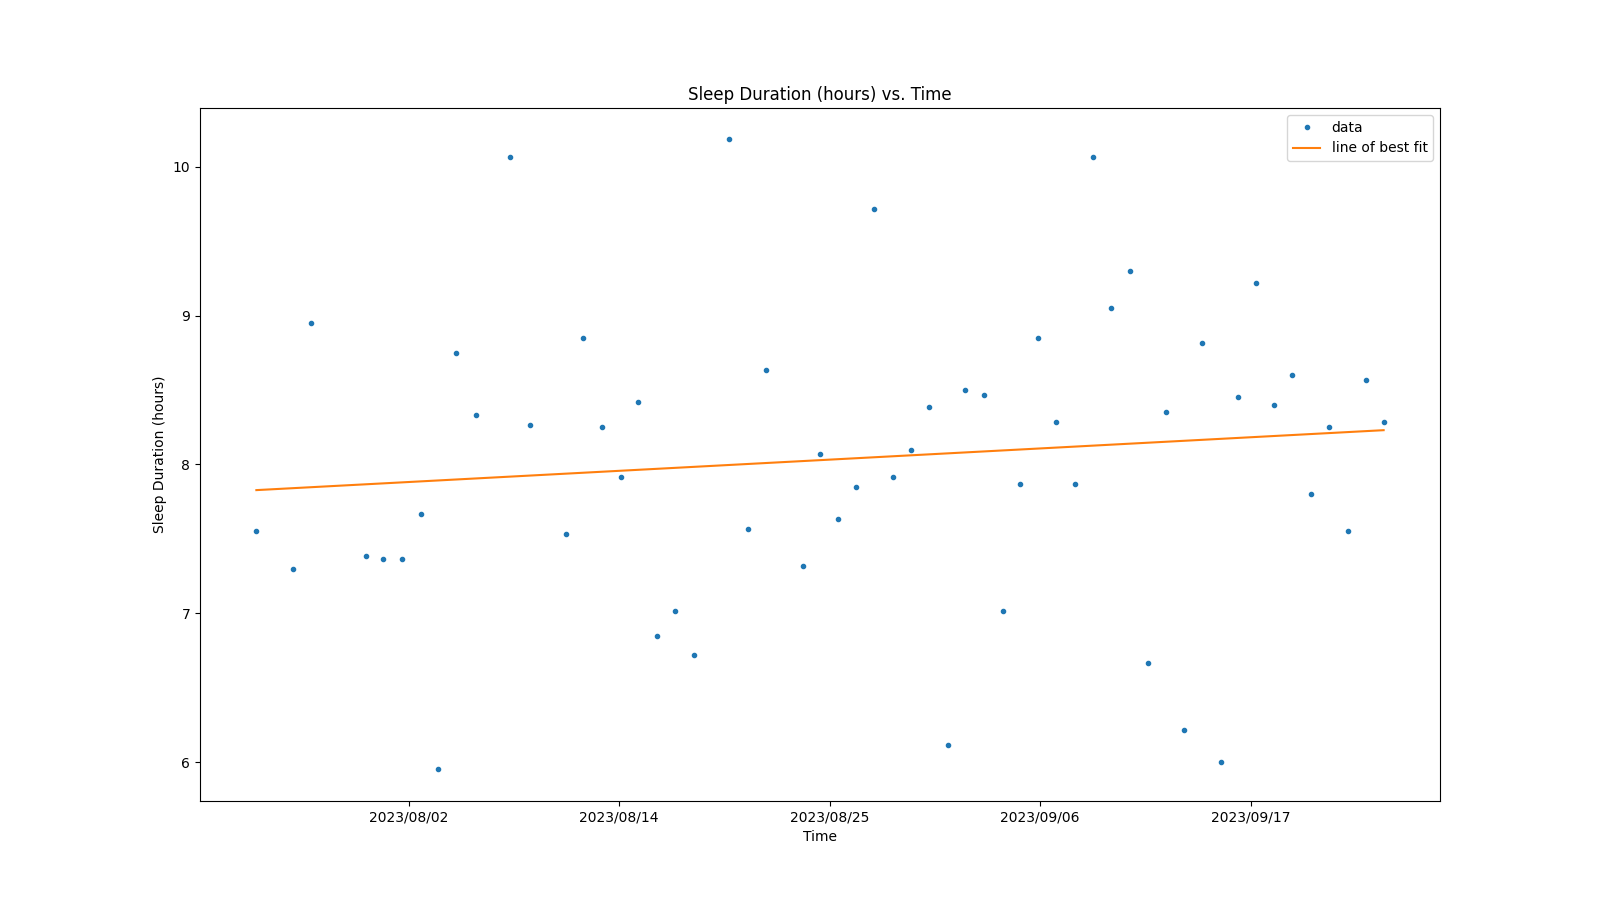 Sleep Duration (hours) vs. Time
data
line of best fit
10
9
8
7
6
Sleep Duration (hours)
2023/08/02 2023/08/14 2023/08/25 2023/09/06 2023/09/17
Time